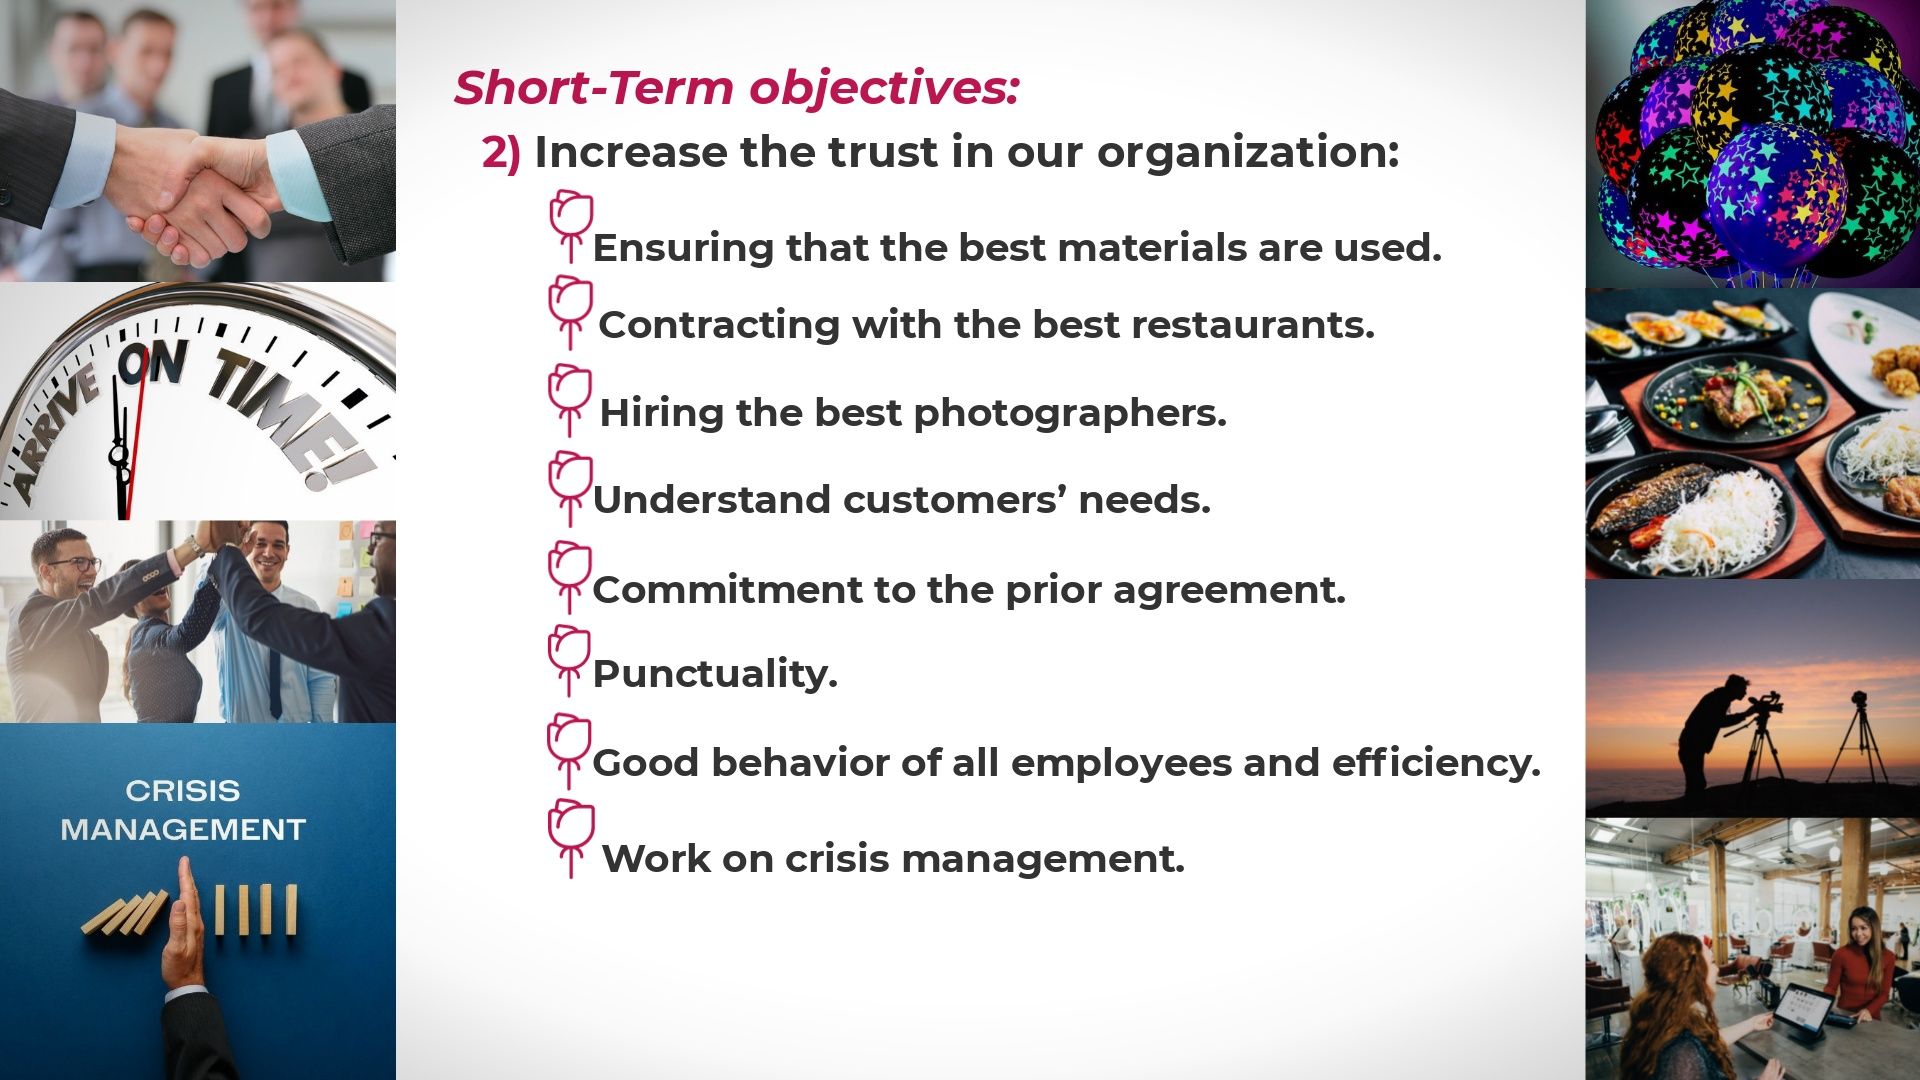 Short-Term objectives:
2) Increase the trust in our organization:
Ensuring that the best materials are used.
Contracting with the best restaurants.
Hiring the best photographers.
Understand customers’ needs.
Commitment to the prior agreement.
Punctuality.
Good behavior of all employees and efficiency.
Work on crisis management.
ARRIVE ON TIME!
CRISIS
MANAGEMENT